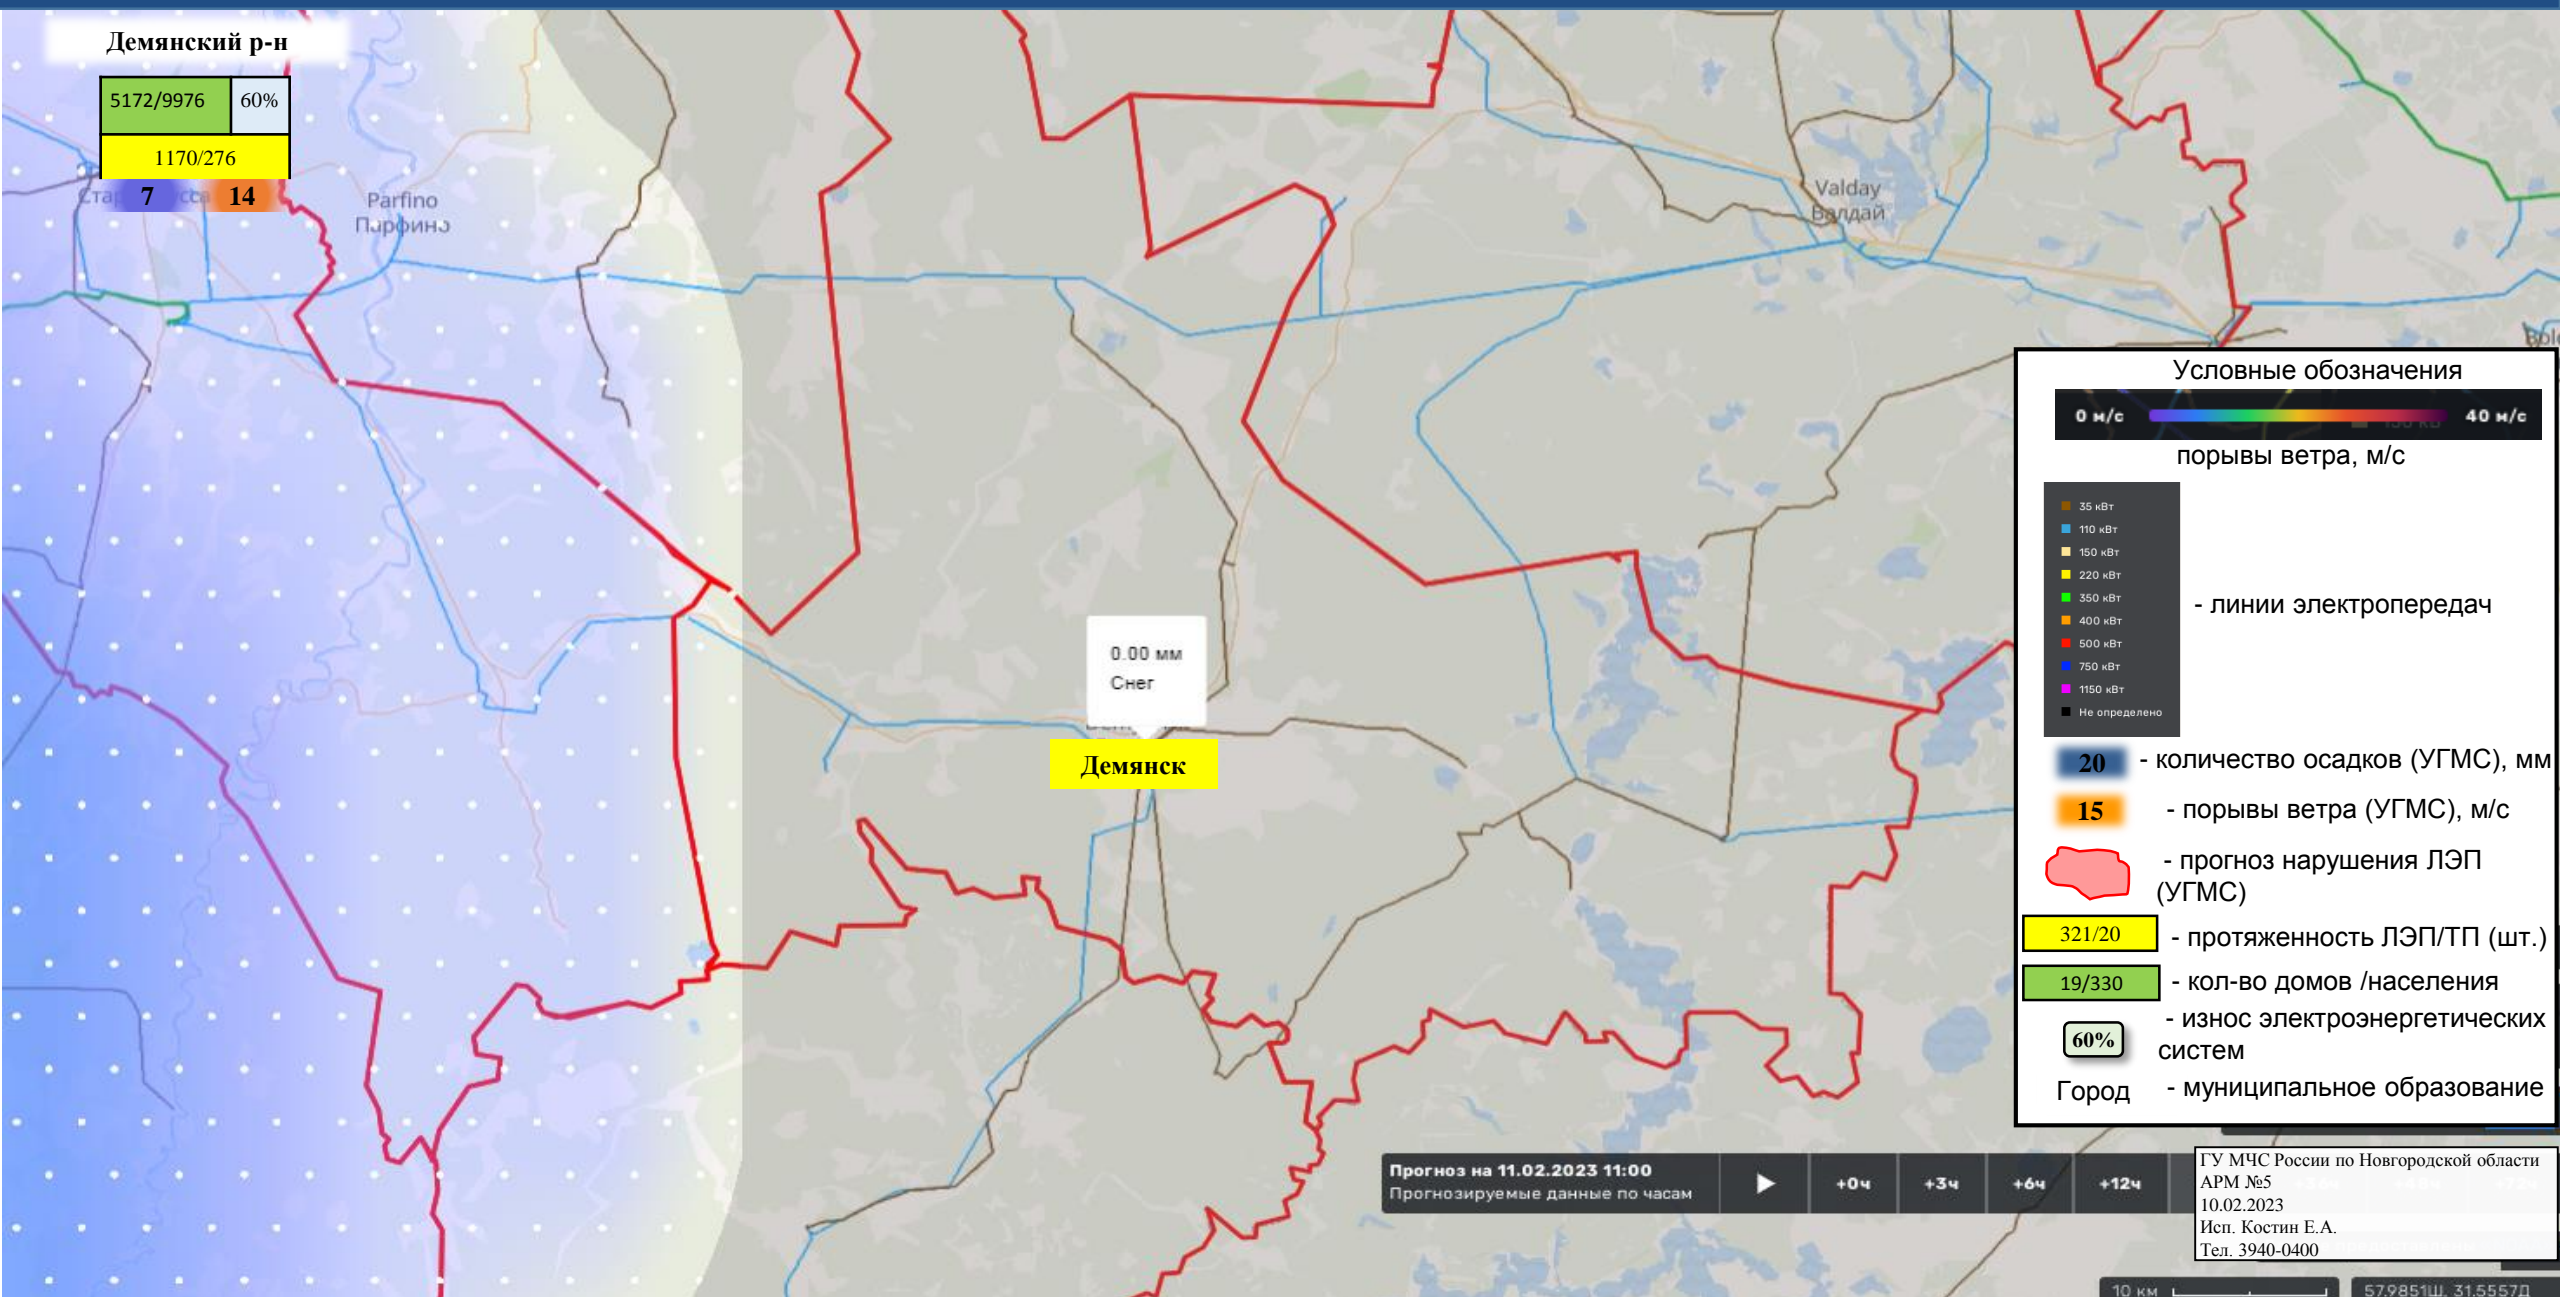 Демянский р-н
5172/9976 60%
1170/276
7 14
Parfino
Парфино
Valday
Валдай
0.00 мм
Снег
Демянск
Условные обозначения
0 м/с 40 м/с
порывы ветра, м/с
35 кВт
110 кВт
150 кВт
220 кВт
350 кВт
400 кВт
500 кВт
750 кВт
1150 кВт
Не определено
- линии электропередач
20 - количество осадков (УГМС), мм
15 - порывы ветра (УГМС), м/с
- прогноз нарушения ЛЭП
(УГМС)
321/20 - протяженность ЛЭП/ТП (шт.)
19/330 - кол-во домов /населения
60% - износ электроэнергетических
систем
Город - муниципальное образование
Прогноз на 11.02.2023 11:00
Прогнозируемые данные по часам
+0ч +3ч +6ч +12ч
ГУ МЧС России по Новгородской области
АРМ №5
10.02.2023
Исп. Костин Е.А.
Тел. 3940-0400
10 км
57.9851Ш, 31.5557Д